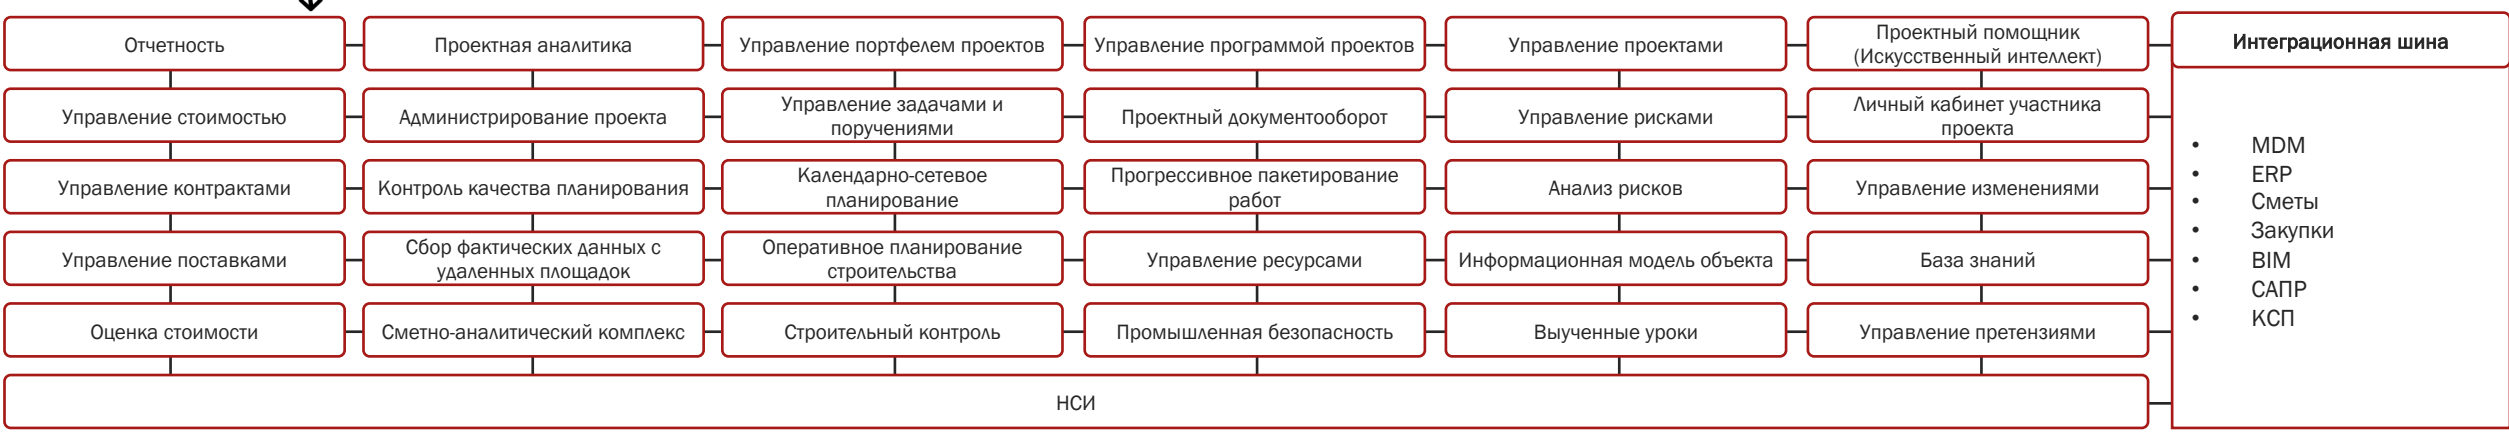 Отчетность
Проектная аналитика
Управление портфелем проектов
Управление программой проектов
Управление проектами
Проектный помощник
(Искусственный интеллект)
Интеграционная шина
Управление стоимостью
Администрирование проекта
Управление задачами и
поручениями
Проектный документооборот
Управление рисками
Личный кабинет участника
проекта
Управление контрактами
Контроль качества планирования
Календарно-сетевое
планирование
Прогрессивное пакетирование
работ
Анализ рисков
Управление изменениями
Управление поставками
Сбор фактических данных с
удаленных площадок
Оперативное планирование
строительства
Управление ресурсами
Информационная модель объекта
База знаний
Оценка стоимости
Сметно-аналитический комплекс
Строительный контроль
Промышленная безопасность
Выученные уроки
Управление претензиями
НСИ
• MDM
• ERP
• Сметы
• Закупки
• BIM
• САПР
• КСП